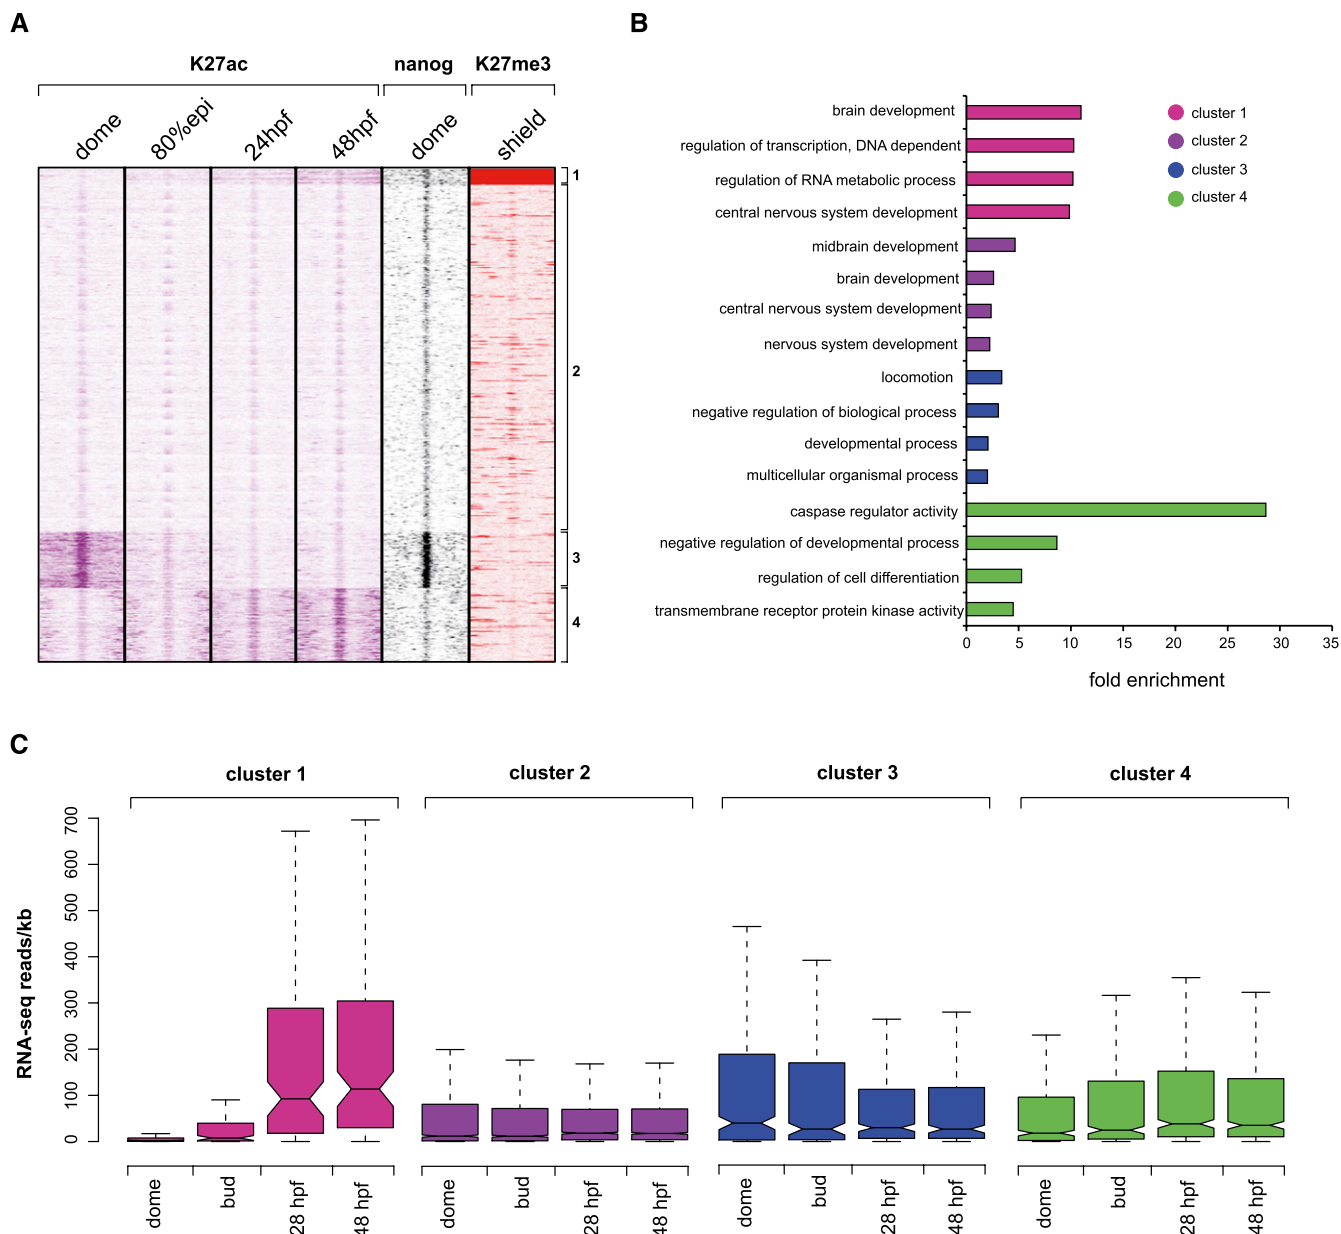 A
K27ac
nanog
K27me3
dome
80%epi
24hpf
48hpf
dome
shield
1
2
3
4
B
brain development
regulation of transcription, DNA dependent
regulation of RNA metabolic process
central nervous system development
midbrain development
brain development
central nervous system development
nervous system development
locomotion
negative regulation of biological process
developmental process
multicellular organismal process
caspase regulator activity
negative regulation of developmental process
regulation of cell differentiation
transmembrane receptor protein kinase activity
cluster 1
cluster 2
cluster 3
cluster 4
0 5 10 15 20 25 30 35
fold enrichment
C
cluster 1
cluster 2
cluster 3
cluster 4
RNA-seq reads/kb
700
600
500
400
300
200
100
0
dome
bud
28 hpf
48 hpf
dome
bud
28 hpf
48 hpf
dome
bud
28 hpf
48 hpf
dome
bud
28 hpf
48 hpf